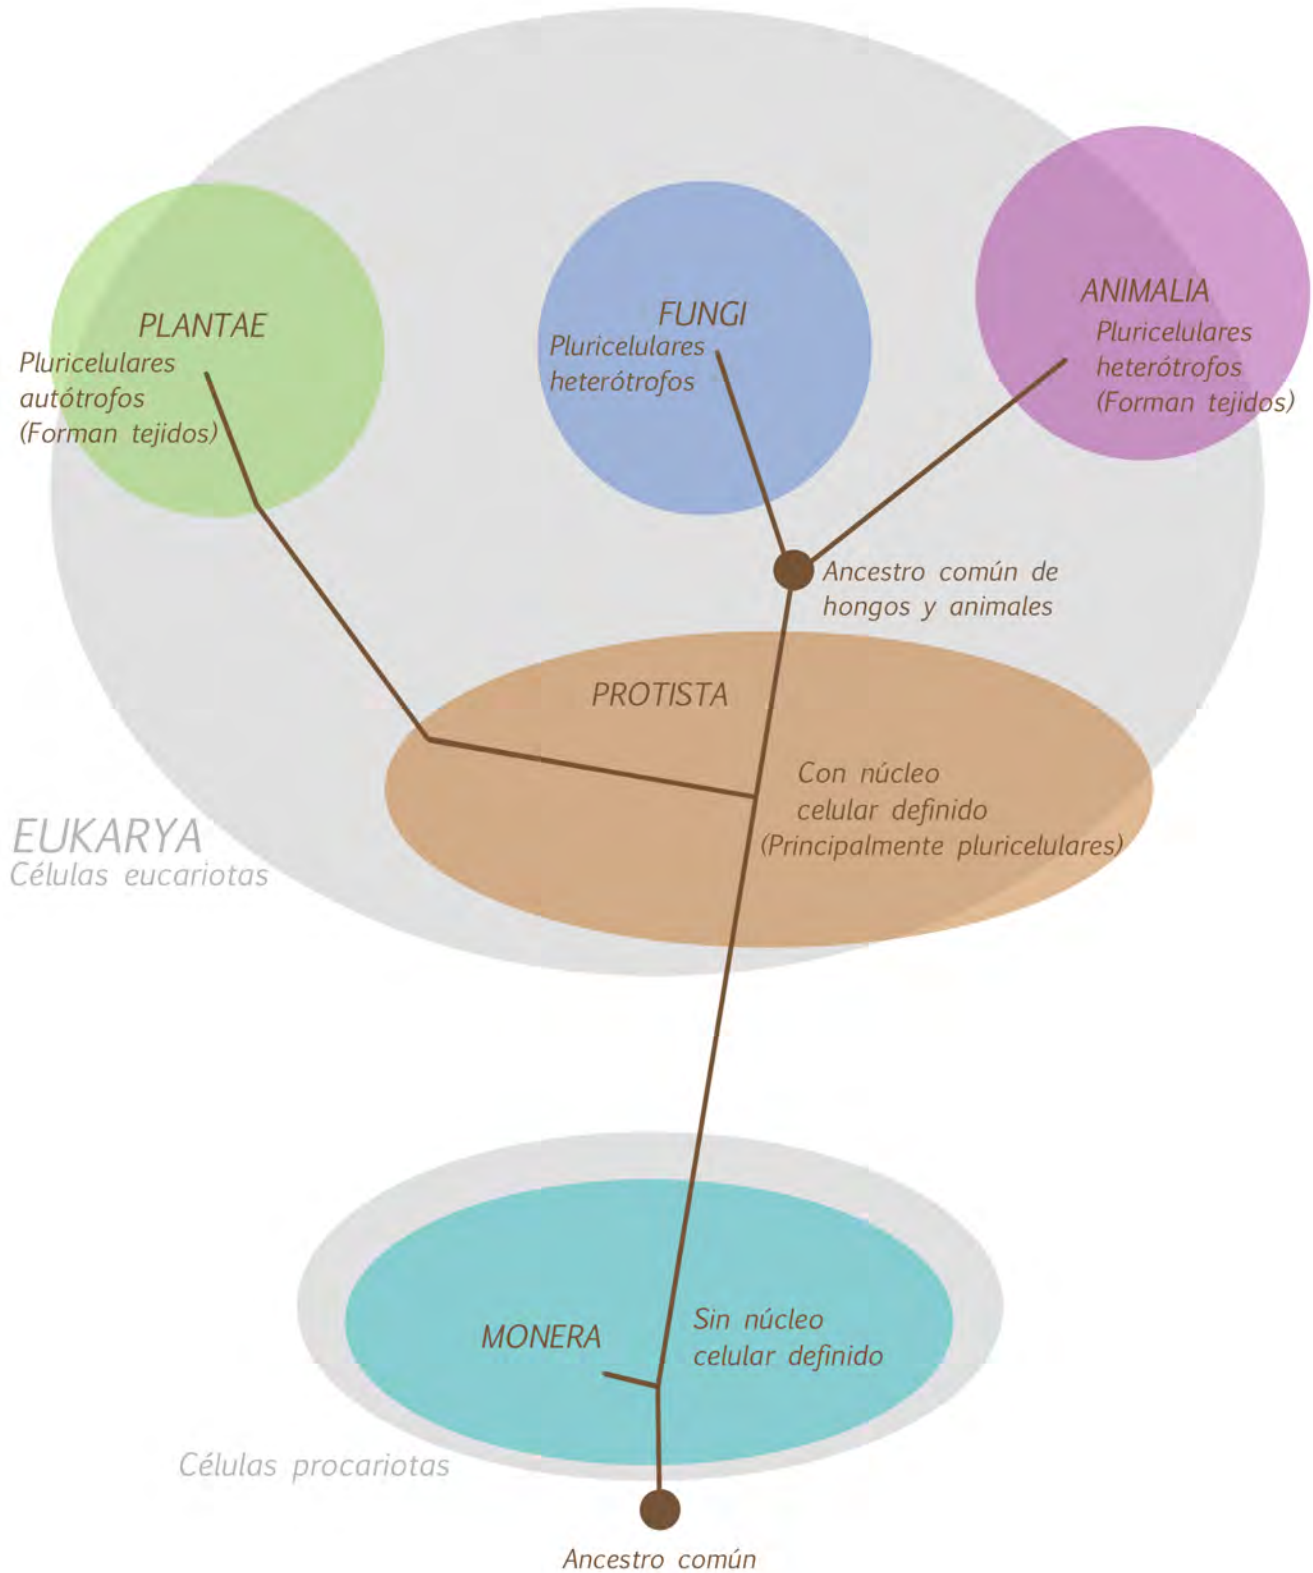 PLANTAE
Pluricelulares
autótrofos
(Forman tejidos)
FUNGI
Pluricelulares
heterótrofos
ANIMALIA
Pluricelulares
heterótrofos
(Forman tejidos)
Ancestro común de
hongos y animales
PROTISTA
Con núcleo
celular definido
(Principalmente pluricelulares)
EUKARYA
Células eucariotas
MONERA
Sin núcleo
celular definido
Células procariotas
Ancestro común